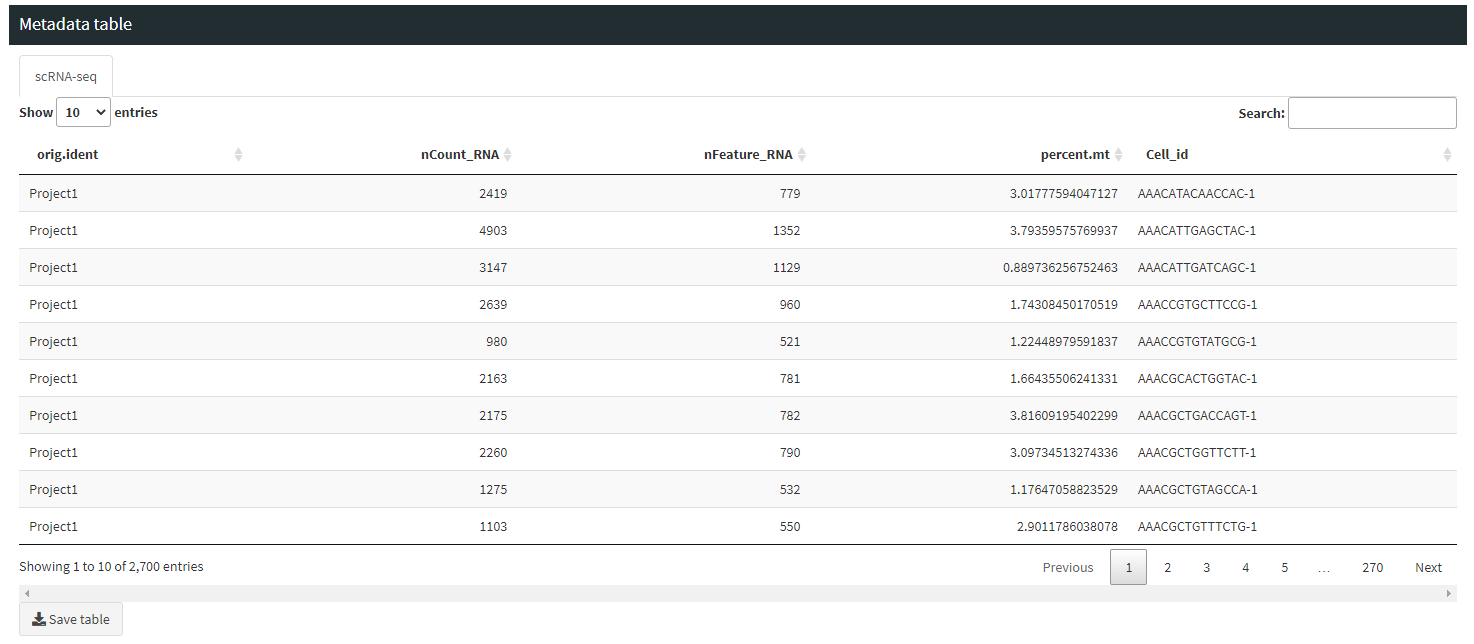 Metadata table
scRNA-seq
Show 10 entries Search:
orig.ident nCount_RNA nFeature_RNA percent.mt Cell_id
Project1 2419 779 3.01777594047127 AAACATACAACCAC-1
Project1 4903 1352 3.79359575769937 AAACATTGAGCTAC-1
Project1 3147 1129 0.889736256752463 AAACATTGATCAGC-1
Project1 2639 960 1.74308450170519 AAACCGTGCTTCCG-1
Project1 980 521 1.22448979591837 AAACCGTGTATGCG-1
Project1 2163 781 1.66435506241331 AAACGCACTGGTAC-1
Project1 2175 782 3.81609195402299 AAACGCTGACCAGT-1
Project1 2260 790 3.09734513274336 AAACGCTGGTTCTT-1
Project1 1275 532 1.17647058823529 AAACGCTGTAGCCA-1
Project1 1103 550 2.9011786038078 AAACGCTGTTTCTG-1
Showing 1 to 10 of 2,700 entries Previous 1 2 3 4 5 … 270 Next
Save table